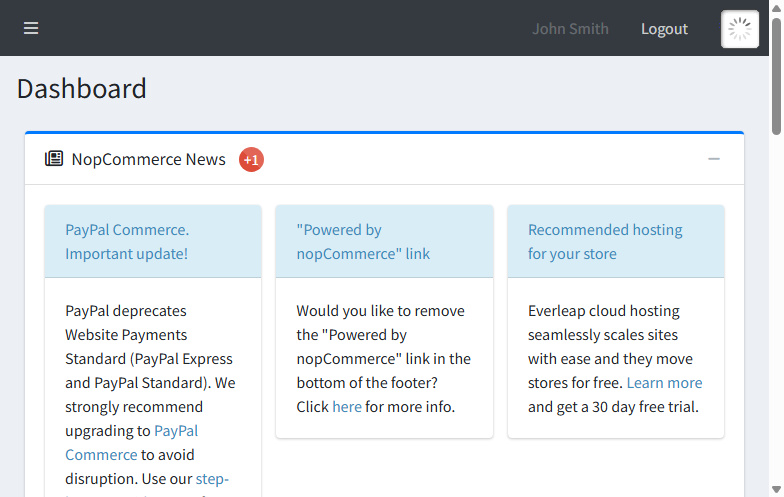 John Smith
Logout
Dashboard
NopCommerce News +1
PayPal Commerce.
Important update!
PayPal deprecates
Website Payments
Standard (PayPal Express
and PayPal Standard). We
strongly recommend
upgrading to PayPal
Commerce to avoid
disruption. Use our step-
"Powered by
nopCommerce" link
Would you like to remove
the "Powered by
nopCommerce" link in the
bottom of the footer?
Click here for more info.
Recommended hosting
for your store
Everleap cloud hosting
seamlessly scales sites
with ease and they move
stores for free. Learn more
and get a 30 day free trial.